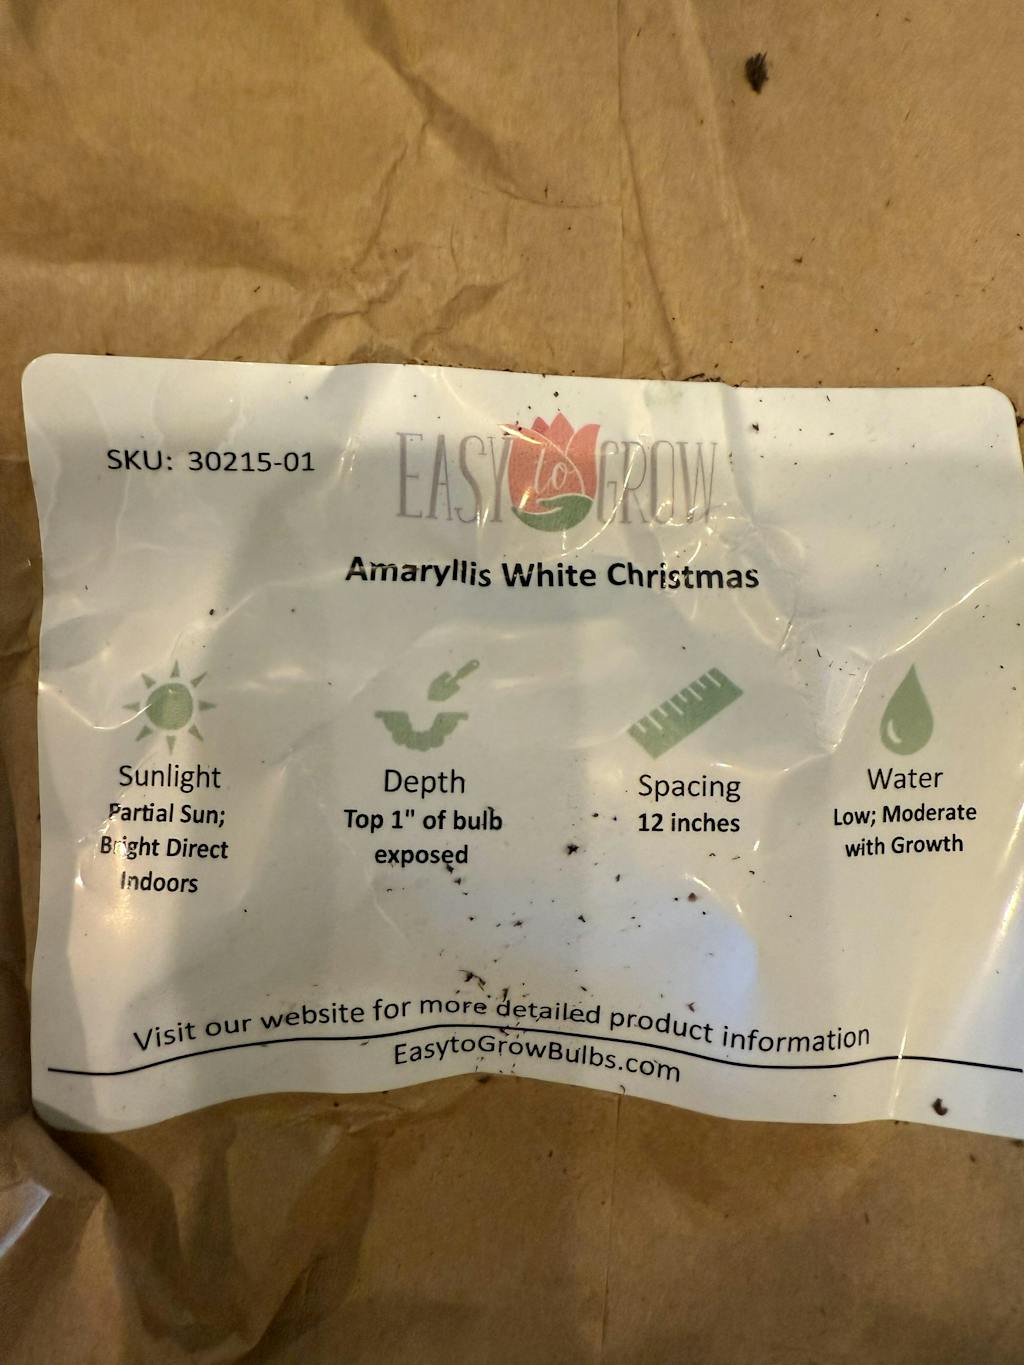 SKU: 30215-01
EASY to GROW
Amaryllis White Christmas
Sunlight
Partial Sun;
Bright Direct
Indoors
Depth
Top 1" of bulb
exposed
Spacing
12 inches
Water
Low; Moderate
with Growth
Visit our website for more detailed product information
EasytoGrowBulbs.com